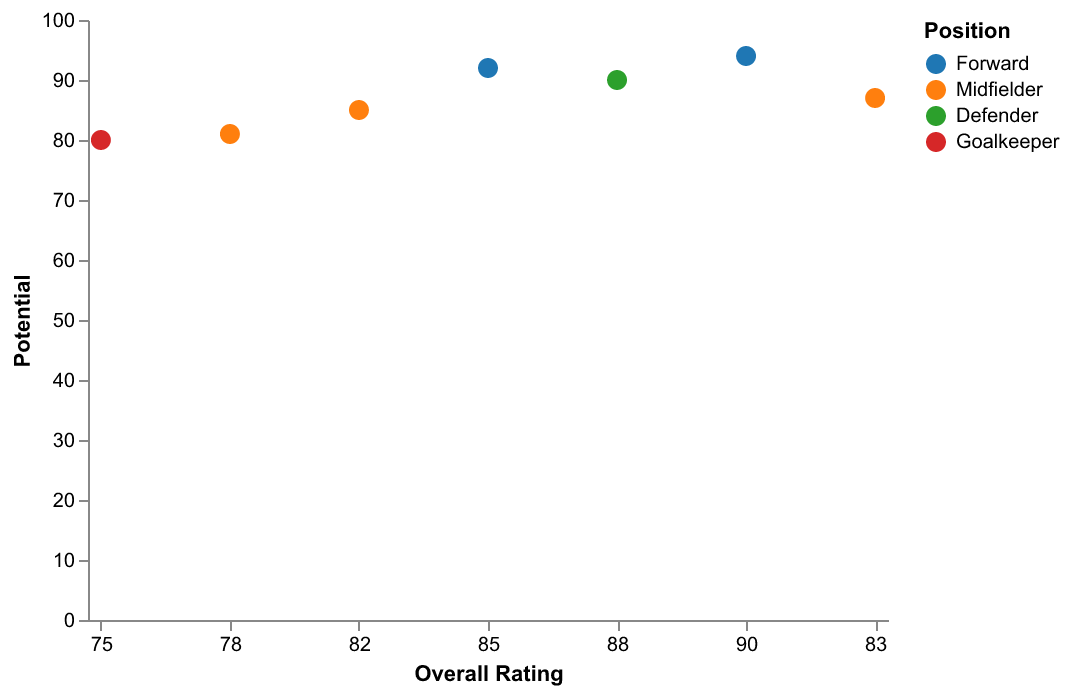 100
90
80
70
60
50
40
30
20
10
0
Potential
75 78 82 85 88 90 83
Overall Rating
Position
Forward
Midfielder
Defender
Goalkeeper